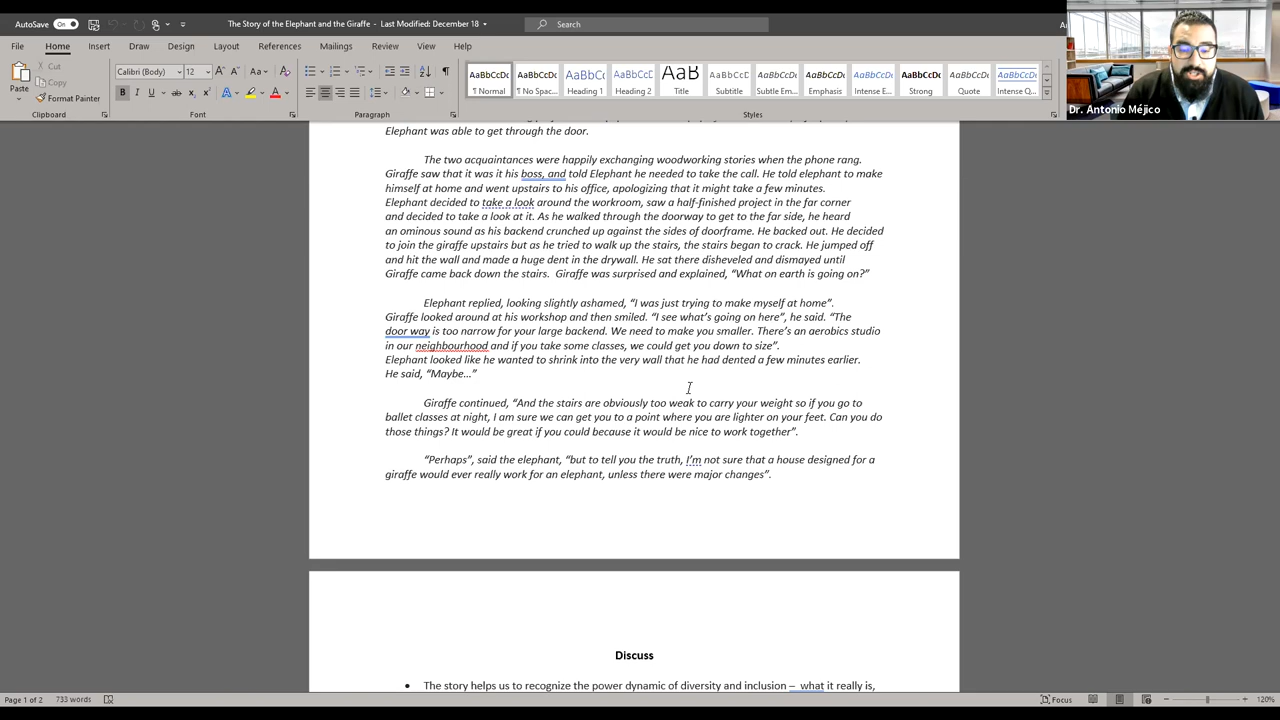 AutoSave On
The Story of the Elephant and the Giraffe - Last Modified: December 18
Search
File Home Insert Draw Design Layout References Mailings Review View Help
Paste
Cut
Copy
Format Painter
Clipboard
Calibri (Body) 12
Font
Paragraph
AaBbCcDc AaBbCcDc AaBbCc AaBbCcC AaB AaBbCcC AaBbCcDc AaBbCcDc AaBbCcDc AaBbCcDc AaBbCcDc AaBbCcDc
¶ Normal ¶ No Spac... Heading 1 Heading 2 Title Subtitle Subtle Em... Emphasis Intense E... Strong Quote Intense Q...
Styles
Dr. Antonio Méjico
Elephant was able to get through the door.
The two acquaintances were happily exchanging woodworking stories when the phone rang.
Giraffe saw that it was it his boss, and told Elephant he needed to take the call. He told elephant to make
himself at home and went upstairs to his office, apologizing that it might take a few minutes.
Elephant decided to take a look around the workroom, saw a half-finished project in the far corner
and decided to take a look at it. As he walked through the doorway to get to the far side, he heard
an ominous sound as his backend crunched up against the sides of doorframe. He backed out. He decided
to join the giraffe upstairs but as he tried to walk up the stairs, the stairs began to crack. He jumped off
and hit the wall and made a huge dent in the drywall. He sat there disheveled and dismayed until
Giraffe came back down the stairs. Giraffe was surprised and explained, “What on earth is going on?”
Elephant replied, looking slightly ashamed, “I was just trying to make myself at home”.
Giraffe looked around at his workshop and then smiled. “I see what’s going on here”, he said. “The
door way is too narrow for your large backend. We need to make you smaller. There’s an aerobics studio
in our neighbourhood and if you take some classes, we could get you down to size”.
Elephant looked like he wanted to shrink into the very wall that he had dented a few minutes earlier.
He said, “Maybe…”
Giraffe continued, “And the stairs are obviously too weak to carry your weight so if you go to
ballet classes at night, I am sure we can get you to a point where you are lighter on your feet. Can you do
those things? It would be great if you could because it would be nice to work together”.
“Perhaps”, said the elephant, “but to tell you the truth, I’m not sure that a house designed for a
giraffe would ever really work for an elephant, unless there were major changes”.
Discuss
• The story helps us to recognize the power dynamic of diversity and inclusion – what it really is,
Page 1 of 2 733 words
Focus
120%